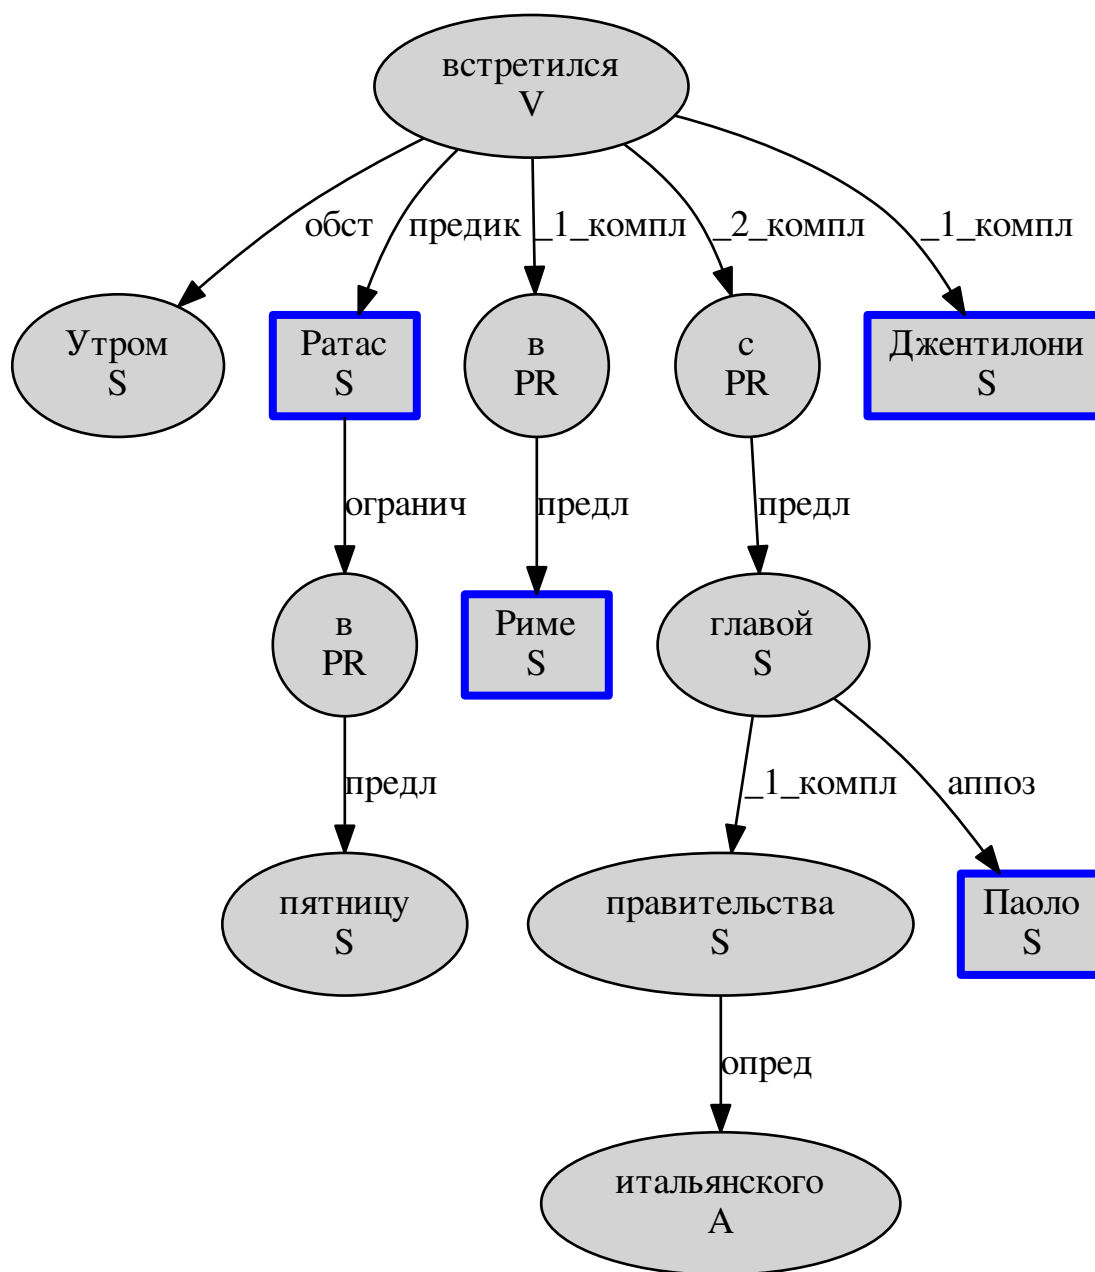 встретился
V
обст
предик
_1_компл
_2_компл
_1_компл
Утром
S
Ратас
S
в
PR
с
PR
Джентилони
S
огранич
предл
предл
в
PR
Риме
S
главой
S
предл
_1_компл
аппоз
пятницу
S
правительства
S
Паоло
S
опред
итальянского
A